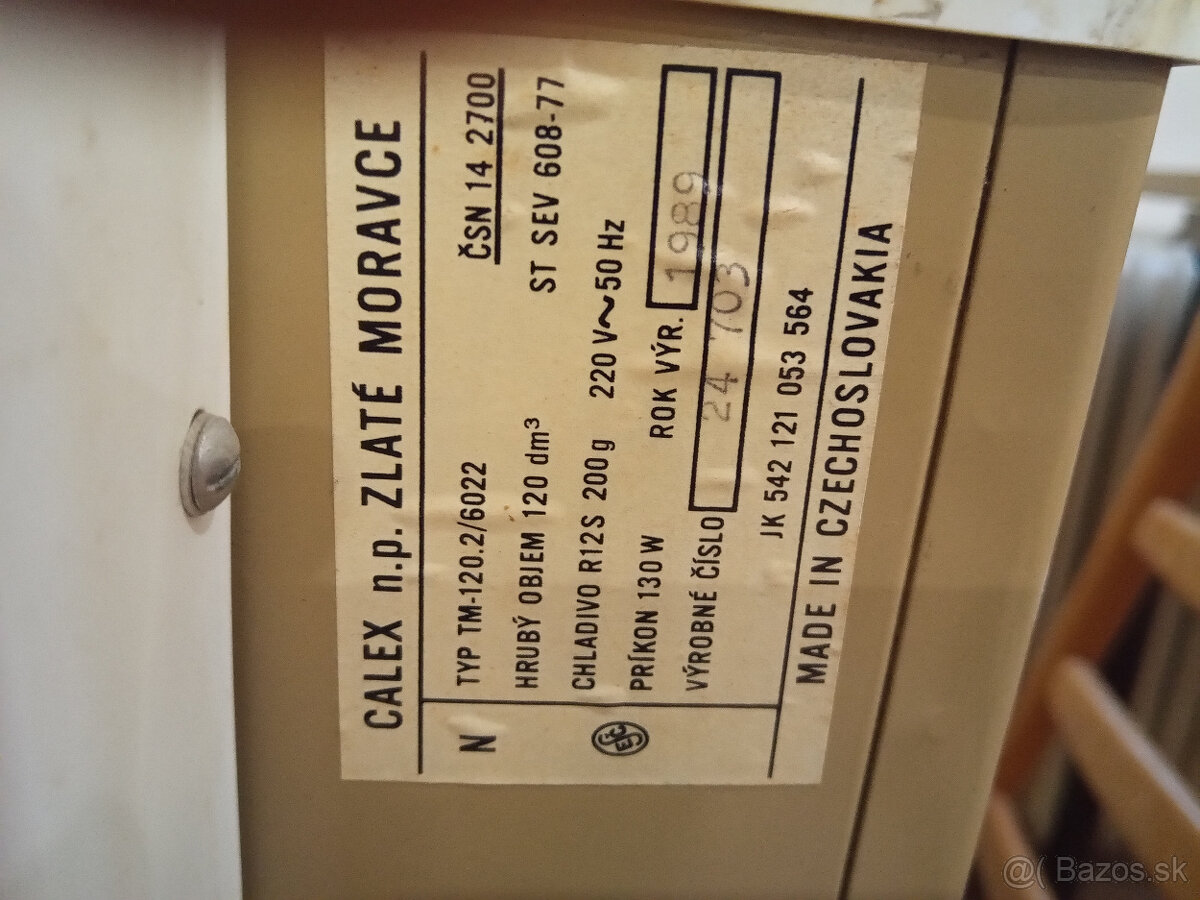 CALEX n.p. ZLATÉ MORAVCE
N
TYP TM-120.2/6022 ČSN 14 2700
HRUBÝ OBJEM 120 dm³ ST SEV 608-77
CHLADIVO R12S 200g 220 V~50 Hz
PRÍKON 130 W ROK VÝR. 1989
VÝROBNÉ ČÍSLO 24 703
JK 542 121 053 564
ESČ
MADE IN CZECHOSLOVAKIA
@( Bazos.sk